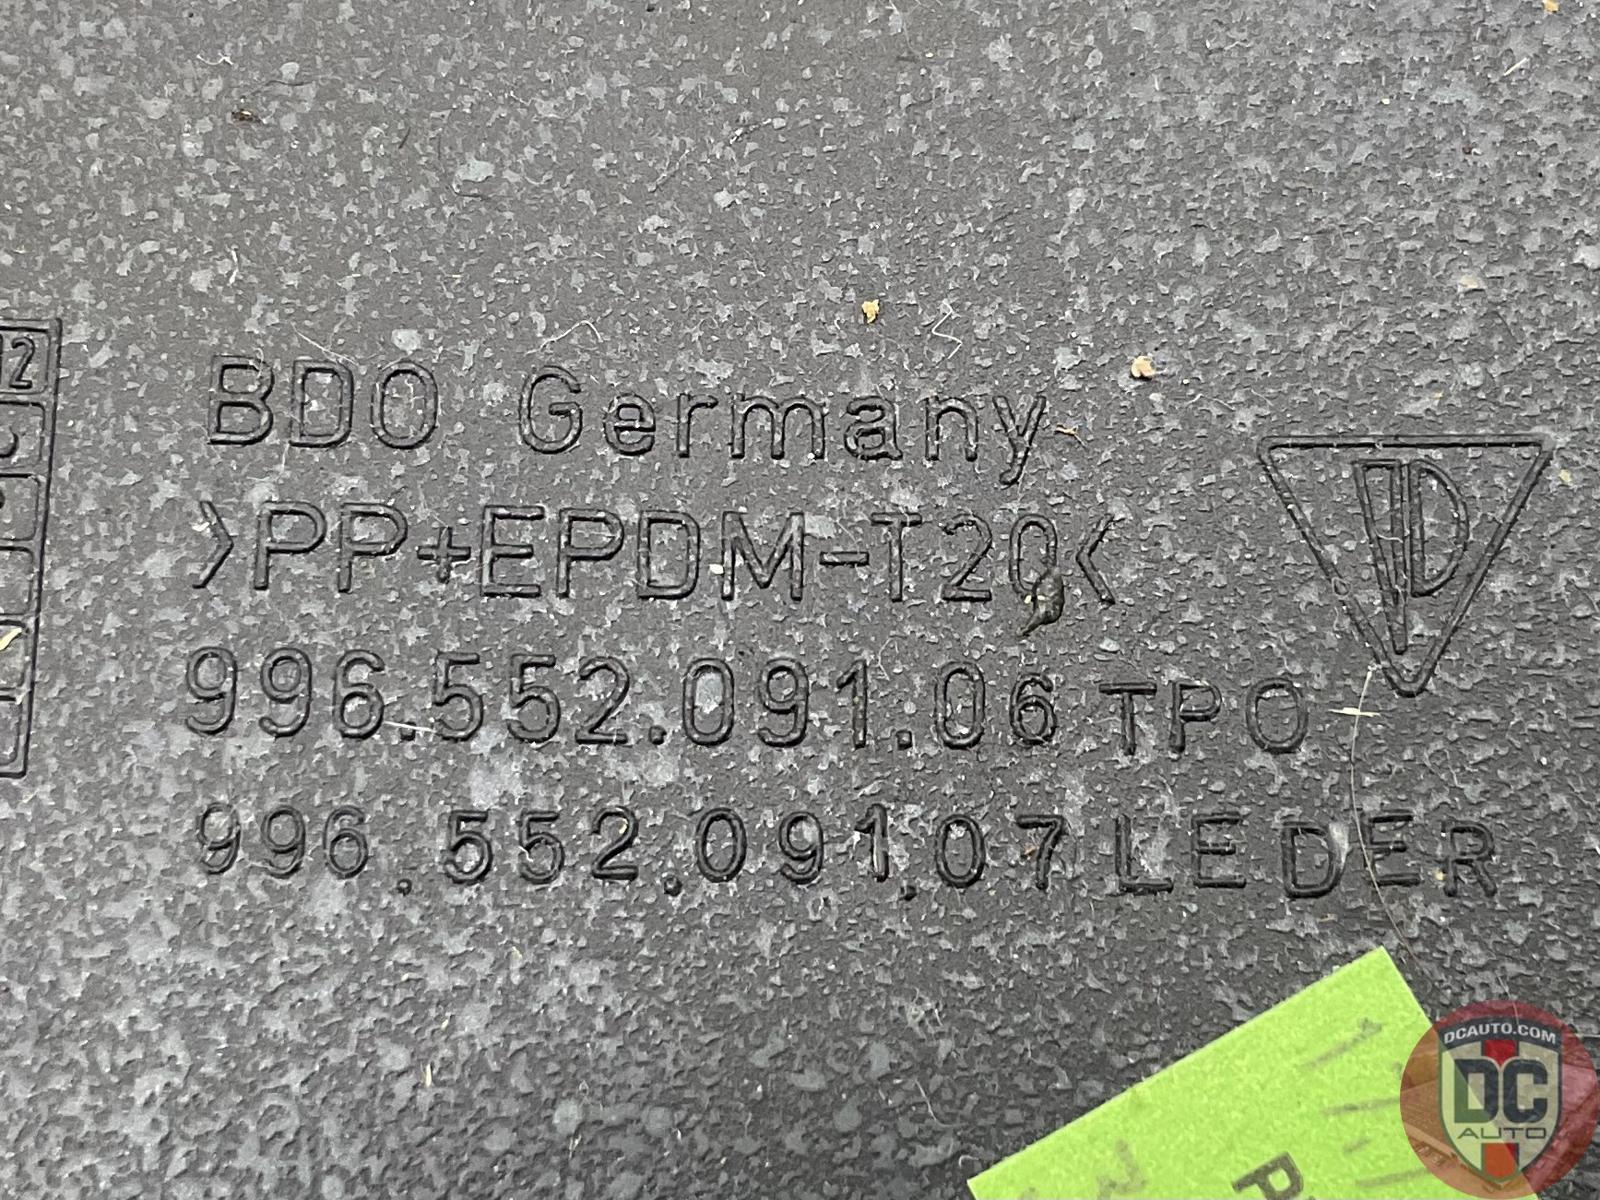 12
BDO Germany
>PP+EPDM-T20<
996.552.091.06 TPO
996.552.091.07 LEDER
DCAUTO.COM
DC
AUTO